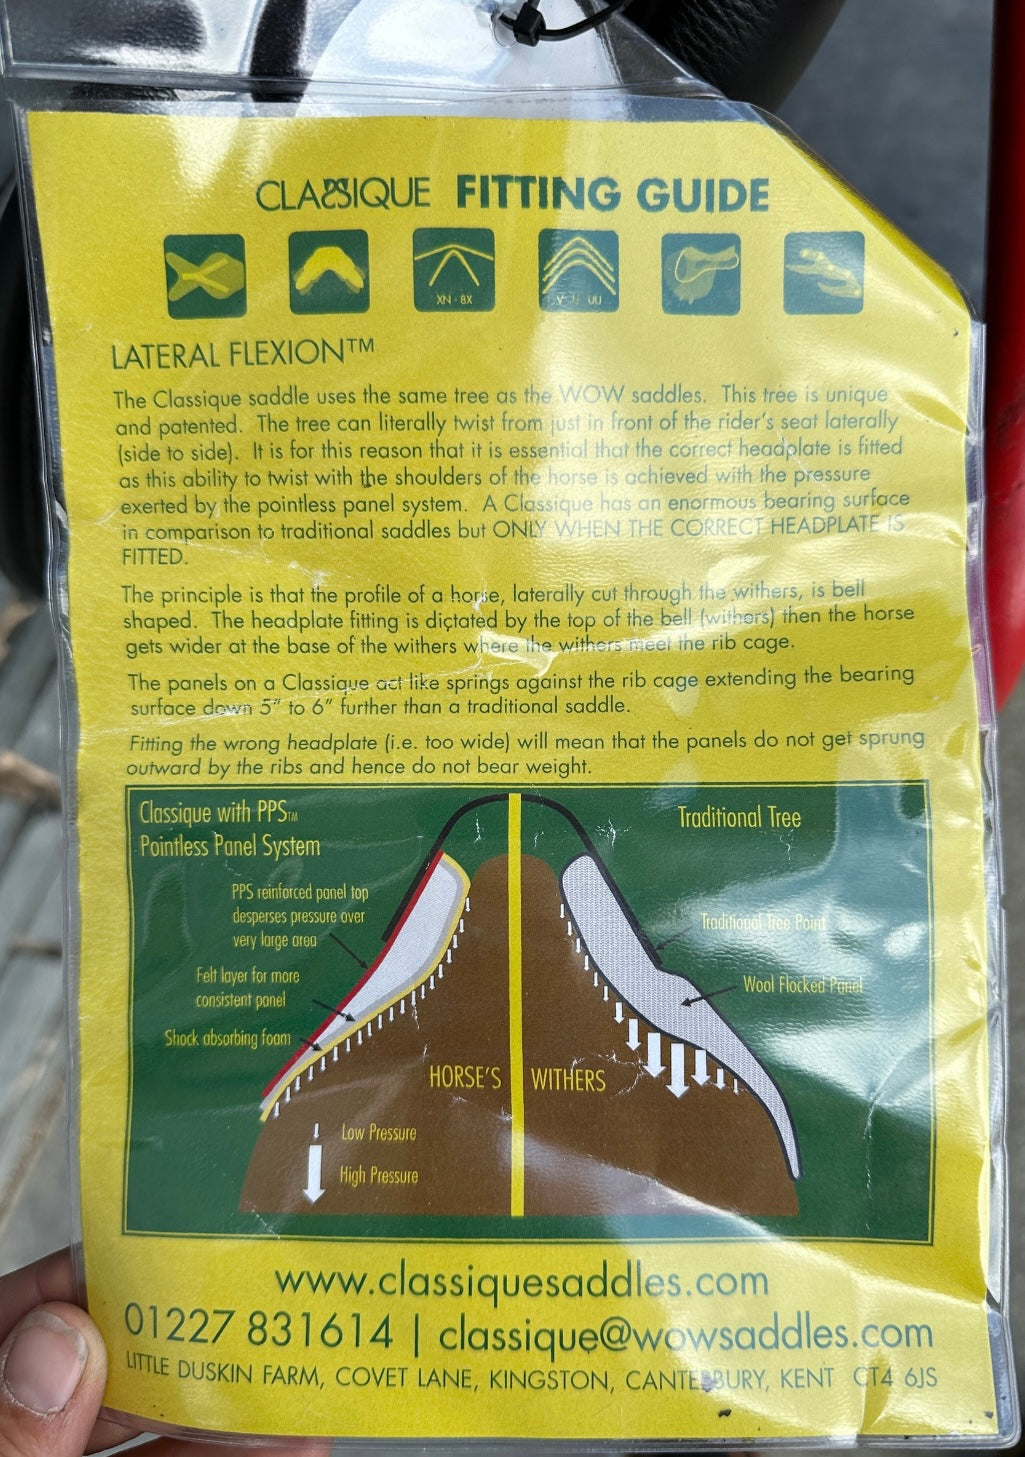 CLASSIQUE FITTING GUIDE
XN - 8X
V U UU
LATERAL FLEXION™
The Classique saddle uses the same tree as the WOW saddles. This tree is unique
and patented. The tree can literally twist from just in front of the rider's seat laterally
(side to side). It is for this reason that it is essential that the correct headplate is fitted
as this ability to twist with the shoulders of the horse is achieved with the pressure
exerted by the pointless panel system. A Classique has an enormous bearing surface
in comparison to traditional saddles but ONLY WHEN THE CORRECT HEADPLATE IS
FITTED.
The principle is that the profile of a horse, laterally cut through the withers, is bell
shaped. The headplate fitting is dictated by the top of the bell (withers) then the horse
gets wider at the base of the withers where the withers meet the rib cage.
The panels on a Classique act like springs against the rib cage extending the bearing
surface down 5" to 6" further than a traditional saddle.
Fitting the wrong headplate (i.e. too wide) will mean that the panels do not get sprung
outward by the ribs and hence do not bear weight.
Classique with PPS™
Pointless Panel System
Traditional Tree
PPS reinforced panel top
desperses pressure over
very large area
Traditional Tree Point
Felt layer for more
consistent panel
Wool Flocked Panel
Shock absorbing foam
HORSE'S WITHERS
Low Pressure
High Pressure
www.classiquesaddles.com
01227 831614 | classique@wowsaddles.com
LITTLE DUSKIN FARM, COVET LANE, KINGSTON, CANTERBURY, KENT CT4 6JS